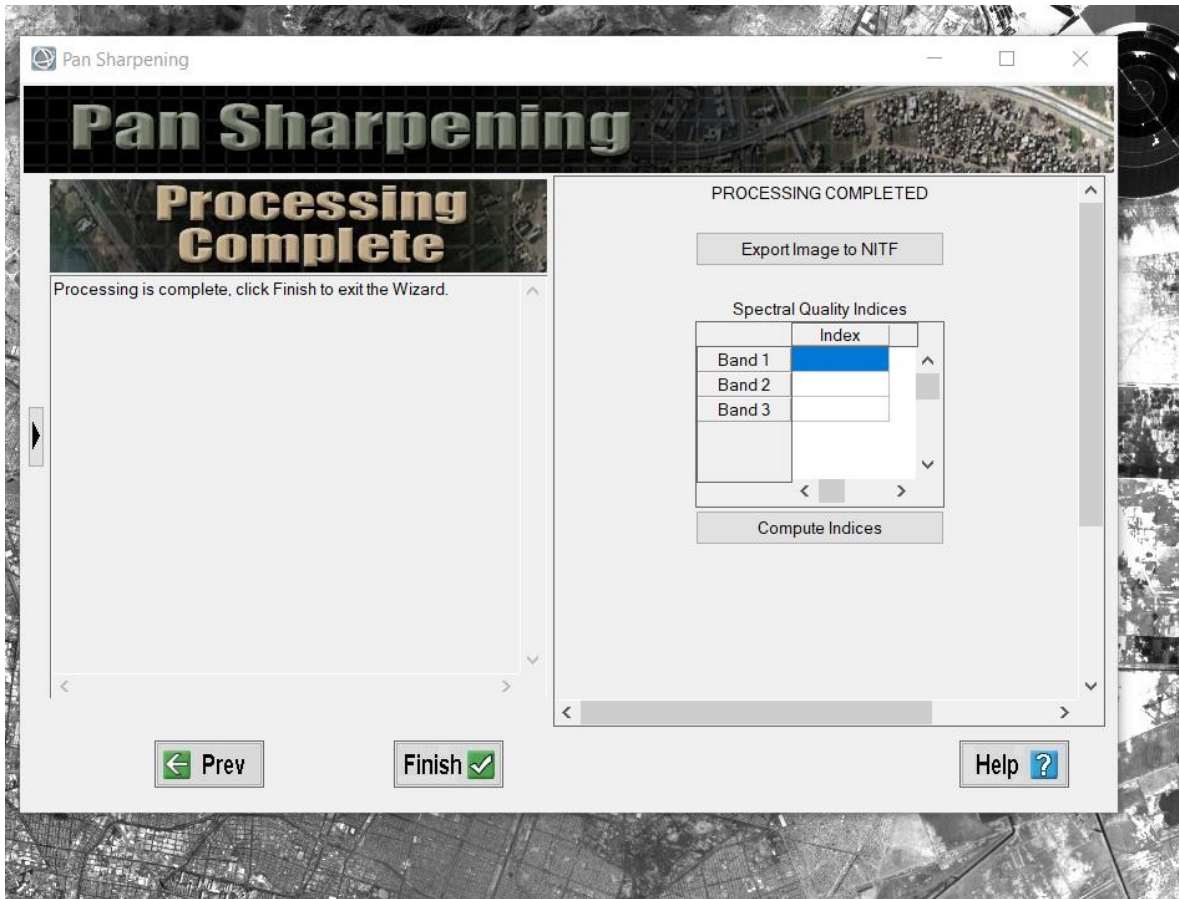 Pan Sharpening
Pan Sharpening
Processing
Complete
Processing is complete, click Finish to exit the Wizard.
PROCESSING COMPLETED
Export Image to NITF
Spectral Quality Indices
Index
Band 1
Band 2
Band 3
Compute Indices
Prev
Finish
Help ?